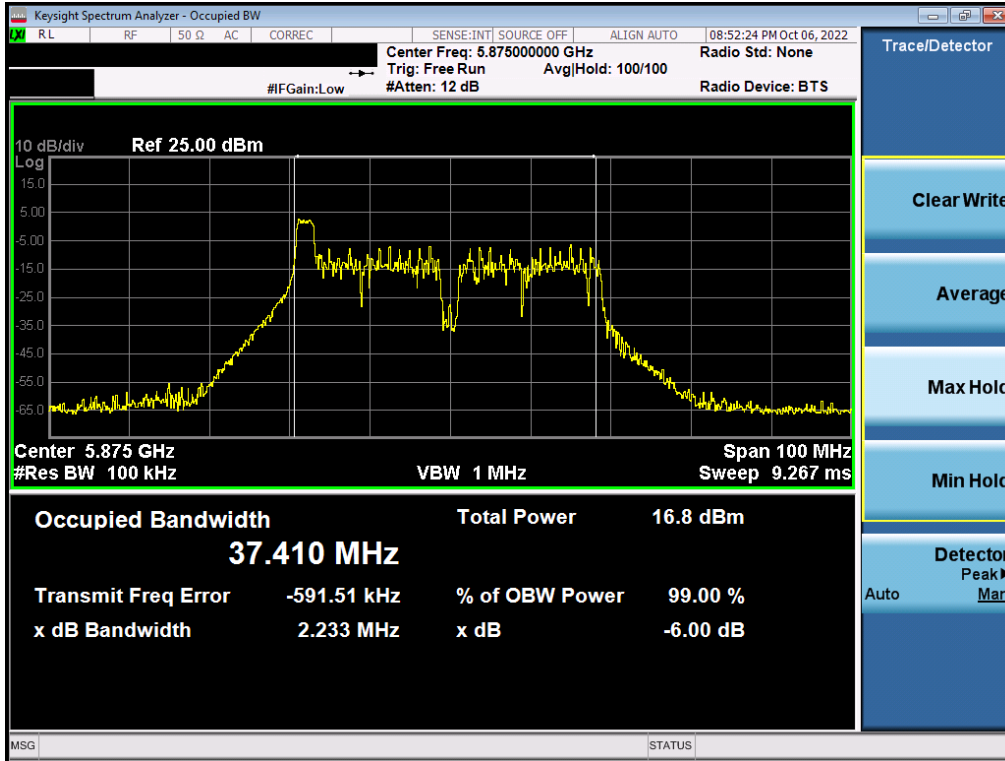 Keysight Spectrum Analyzer - Occupied BW
LXI RL RF 50 Ω AC CORREC SENSE:INT SOURCE OFF ALIGN AUTO 08:52:24 PM Oct 06, 2022
Center Freq: 5.875000000 GHz Radio Std: None
Trig: Free Run Avg|Hold: 100/100
#IFGain:Low #Atten: 12 dB Radio Device: BTS
Trace/Detector
10 dB/div Ref 25.00 dBm
Log
15.0
5.00
-5.00
-15.0
-25.0
-35.0
-45.0
-55.0
-65.0
Center 5.875 GHz Span 100 MHz
#Res BW 100 kHz VBW 1 MHz Sweep 9.267 ms
Occupied Bandwidth Total Power 16.8 dBm
37.410 MHz
Transmit Freq Error -591.51 kHz % of OBW Power 99.00 %
x dB Bandwidth 2.233 MHz x dB -6.00 dB
Clear Write
Average
Max Hold
Min Hold
Detector
Peak
Auto Man
MSG STATUS